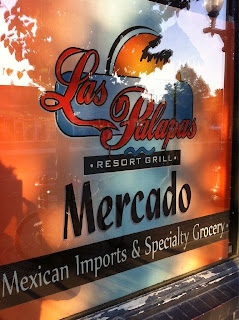 Las Palapas
• RESORT GRILL •
Mercado
Mexican Imports & Specialty Grocery